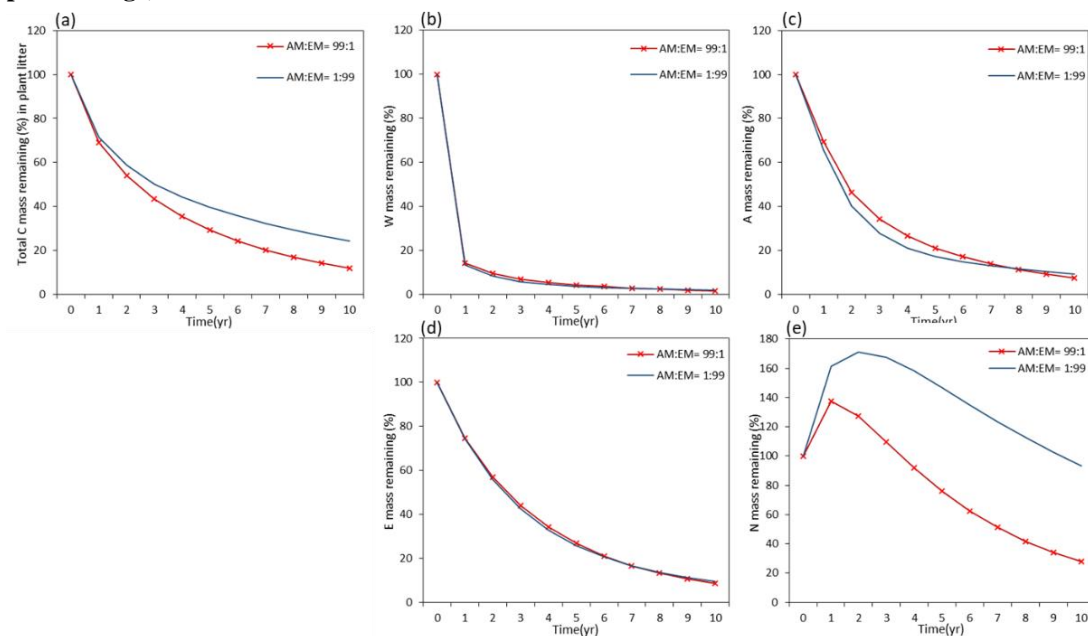 (a)
120
100
80
60
40
20
0
0 1 2 3 4 5 6 7 8 9 10
Time(yr)
Total C mass remaining (%) in plant litter
AM:EM= 99:1
AM:EM= 1:99
(b)
120
100
80
60
40
20
0
0 1 2 3 4 5 6 7 8 9 10
Time(yr)
W mass remaining (%)
AM:EM= 99:1
AM:EM= 1:99
(c)
120
100
80
60
40
20
0
0 1 2 3 4 5 6 7 8 9 10
Time(yr)
A mass remaining (%)
AM:EM= 99:1
AM:EM= 1:99
(d)
120
100
80
60
40
20
0
0 1 2 3 4 5 6 7 8 9 10
Time(yr)
E mass remaining (%)
AM:EM= 99:1
AM:EM= 1:99
(e)
180
160
140
120
100
80
60
40
20
0
0 1 2 3 4 5 6 7 8 9 10
Time(yr)
N mass remaining (%)
AM:EM= 99:1
AM:EM= 1:99